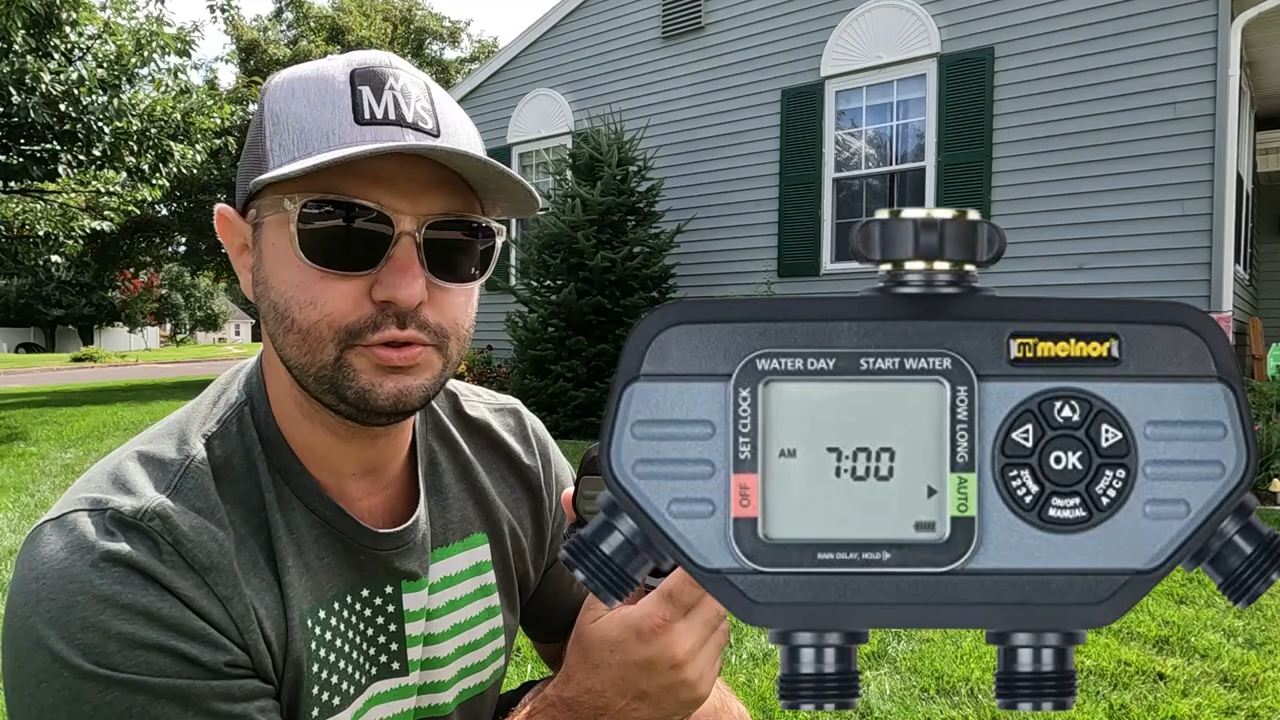 MVS
melnor
WATER DAY START WATER
SET CLOCK
HOW LONG
OFF
AUTO
AM
7:00
RAIN DELAY, HOLD
OK
ZONE
1 2 3 4
ON/OFF
MANUAL
CYCLE
A B C D